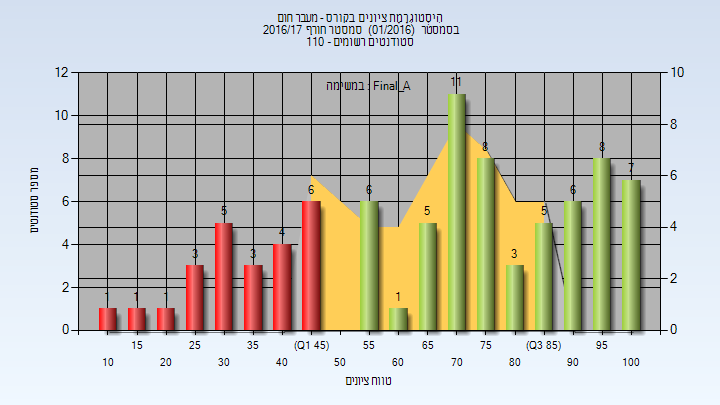 היסטוגרמת ציונים בקורס - מעבר חום
בסמסטר (01/2016) סמסטר חורף 2016/17
סטודנטים רשומים - 110
במשימה : Final_A
12 10
10 8
8 6
6 4
4 2
2 0
0
מספר סטודנטים
1 1 1 3 5 3 4 6 6 1 5 11 8 3 5 6 8 7
15 25 35 (Q1 45) 55 65 75 (Q3 85) 95
10 20 30 40 50 60 70 80 90 100
טווח ציונים